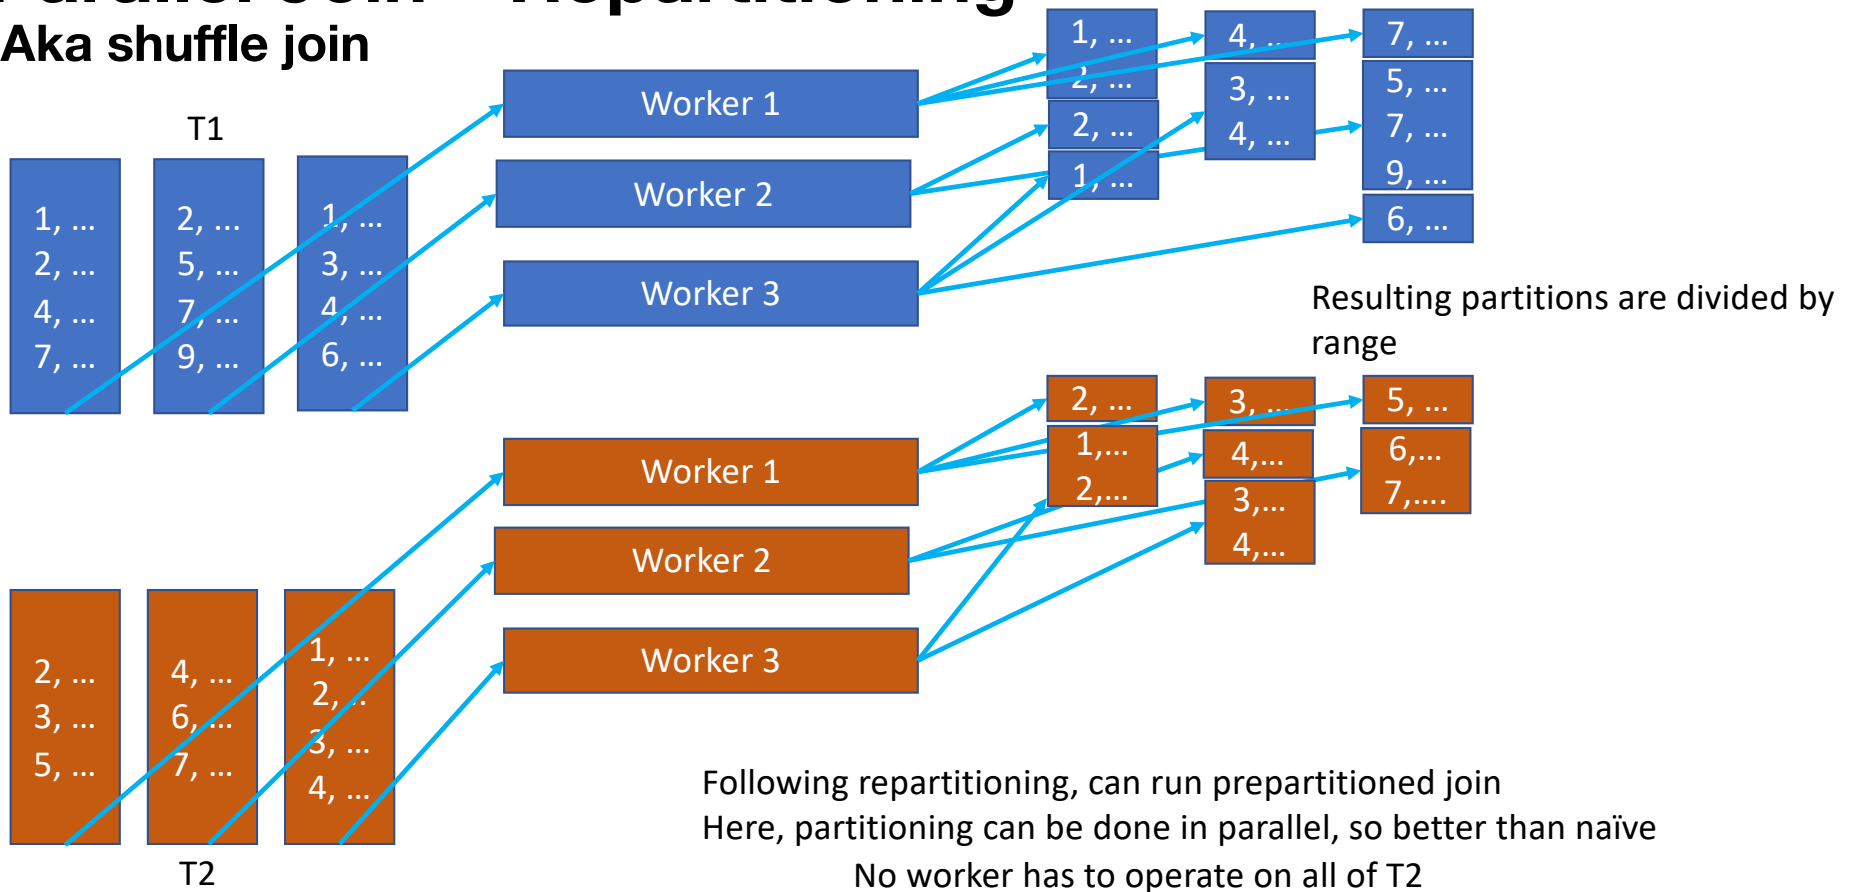 Parallel Join – Repartitioning
Aka shuffle join
T1
1, ...
2, ...
4, ...
7, ...
2, ...
5, ...
7, ...
9, ...
1, ...
3, ...
4, ...
6, ...
Worker 1
Worker 2
Worker 3
1, ...
2, ...
2, ...
1, ...
4, ...
3, ...
4, ...
7, ...
5, ...
7, ...
9, ...
6, ...
Resulting partitions are divided by
range
2, ...
3, ...
5, ...
4, ...
6, ...
7, ...
1, ...
2, ...
3, ...
4, ...
T2
Worker 1
Worker 2
Worker 3
2, ...
1,...
2,...
3, ...
4,...
3,...
4,...
5, ...
6,...
7,....
Following repartitioning, can run prepartitioned join
Here, partitioning can be done in parallel, so better than naïve
No worker has to operate on all of T2